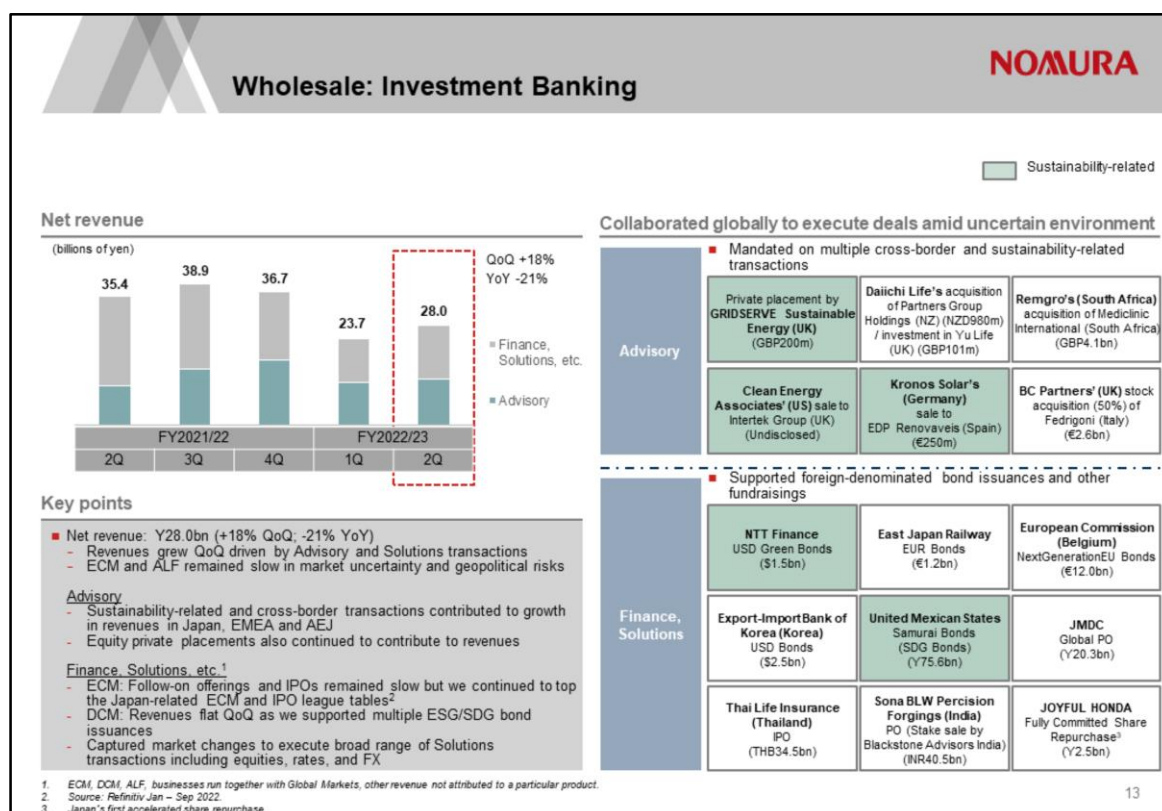 Wholesale: Investment Banking
NOMURA
Sustainability-related
Net revenue
(billions of yen)
35.4
38.9
36.7
23.7
28.0
QoQ +18%
YoY -21%
Finance,
Solutions, etc.
Advisory
FY2021/22
FY2022/23
2Q
3Q
4Q
1Q
2Q
Key points
Net revenue: Y28.0bn (+18% QoQ; -21% YoY)
- Revenues grew QoQ driven by Advisory and Solutions transactions
- ECM and ALF remained slow in market uncertainty and geopolitical risks
Advisory
- Sustainability-related and cross-border transactions contributed to growth
in revenues in Japan, EMEA and AEJ
- Equity private placements also continued to contribute to revenues
Finance, Solutions, etc.1
- ECM: Follow-on offerings and IPOs remained slow but we continued to top
the Japan-related ECM and IPO league tables2
- DCM: Revenues flat QoQ as we supported multiple ESG/SDG bond
issuances
- Captured market changes to execute broad range of Solutions
transactions including equities, rates, and FX
Collaborated globally to execute deals amid uncertain environment
Advisory
Mandated on multiple cross-border and sustainability-related
transactions
Private placement by
GRIDSERVE Sustainable
Energy (UK)
(GBP200m)
Daiichi Life's acquisition
of Partners Group
Holdings (NZ) (NZD980m)
/ investment in Yu Life
(UK) (GBP101m)
Remgro's (South Africa)
acquisition of Mediclinic
International (South Africa)
(GBP4.1bn)
Clean Energy
Associates' (US) sale to
Intertek Group (UK)
(Undisclosed)
Kronos Solar's
(Germany)
sale to
EDP Renovaveis (Spain)
(€250m)
BC Partners' (UK) stock
acquisition (50%) of
Fedrigoni (Italy)
(€2.6bn)
Finance,
Solutions
Supported foreign-denominated bond issuances and other
fundraisings
NTT Finance
USD Green Bonds
($1.5bn)
East Japan Railway
EUR Bonds
(€1.2bn)
European Commission
(Belgium)
NextGenerationEU Bonds
(€12.0bn)
Export-Import Bank of
Korea (Korea)
USD Bonds
($2.5bn)
United Mexican States
Samurai Bonds
(SDG Bonds)
(Y75.6bn)
JMDC
Global PO
(Y20.3bn)
Thai Life Insurance
(Thailand)
IPO
(THB34.5bn)
Sona BLW Percision
Forgings (India)
PO (Stake sale by
Blackstone Advisors India)
(INR40.5bn)
JOYFUL HONDA
Fully Committed Share
Repurchase3
(Y2.5bn)
1. ECM, DCM, ALF, businesses run together with Global Markets, other revenue not attributed to a particular product.
2. Source: Refinitiv Jan – Sep 2022.
3. Japan's first accelerated share repurchase
13